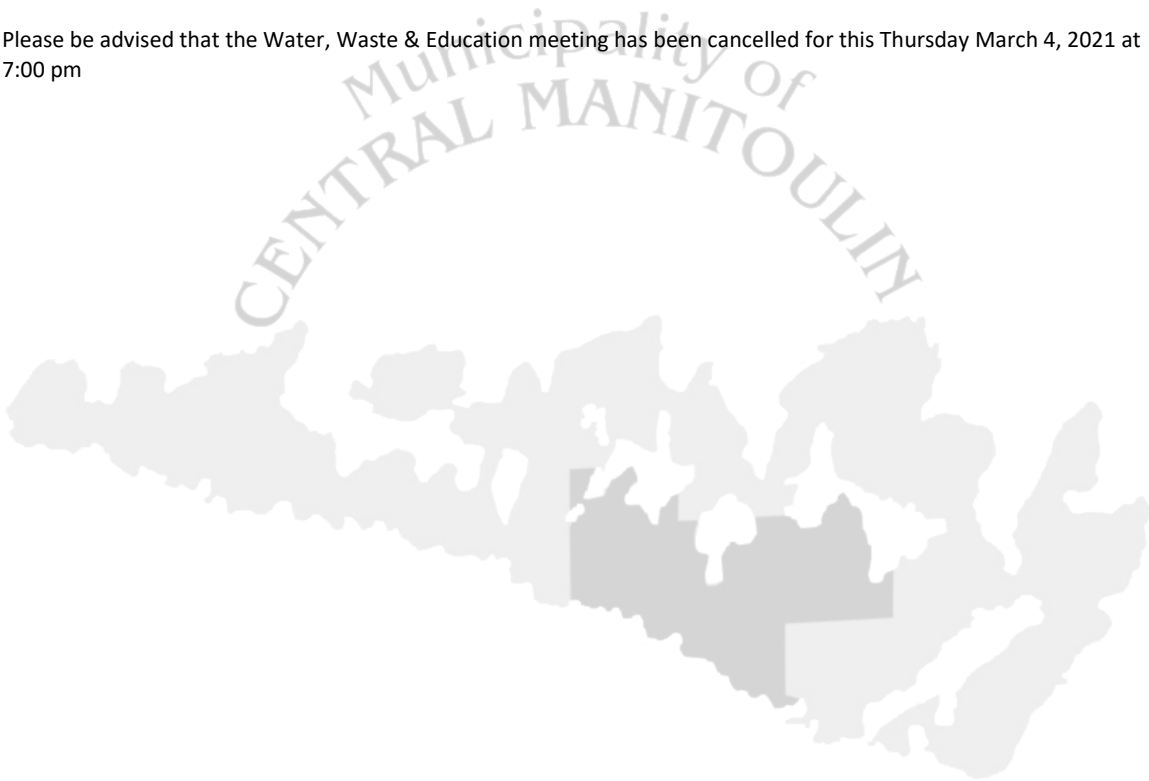 Please be advised that the Water, Waste & Education meeting has been cancelled for this Thursday March 4, 2021 at
7:00 pm
Municipality of
CENTRAL MANITOULIN